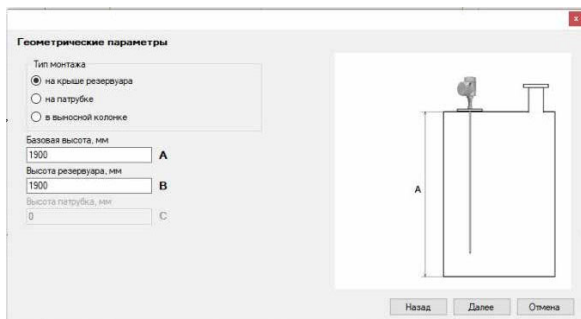 x
Геометрические параметры
Тип монтажа
на крыше резервуара
на патрубке
в выносной колонке
Базовая высота, мм
1900 A
Высота резервуара, мм
1900 B
Высота патрубка, мм
0 C
A
Назад Далее Отмена